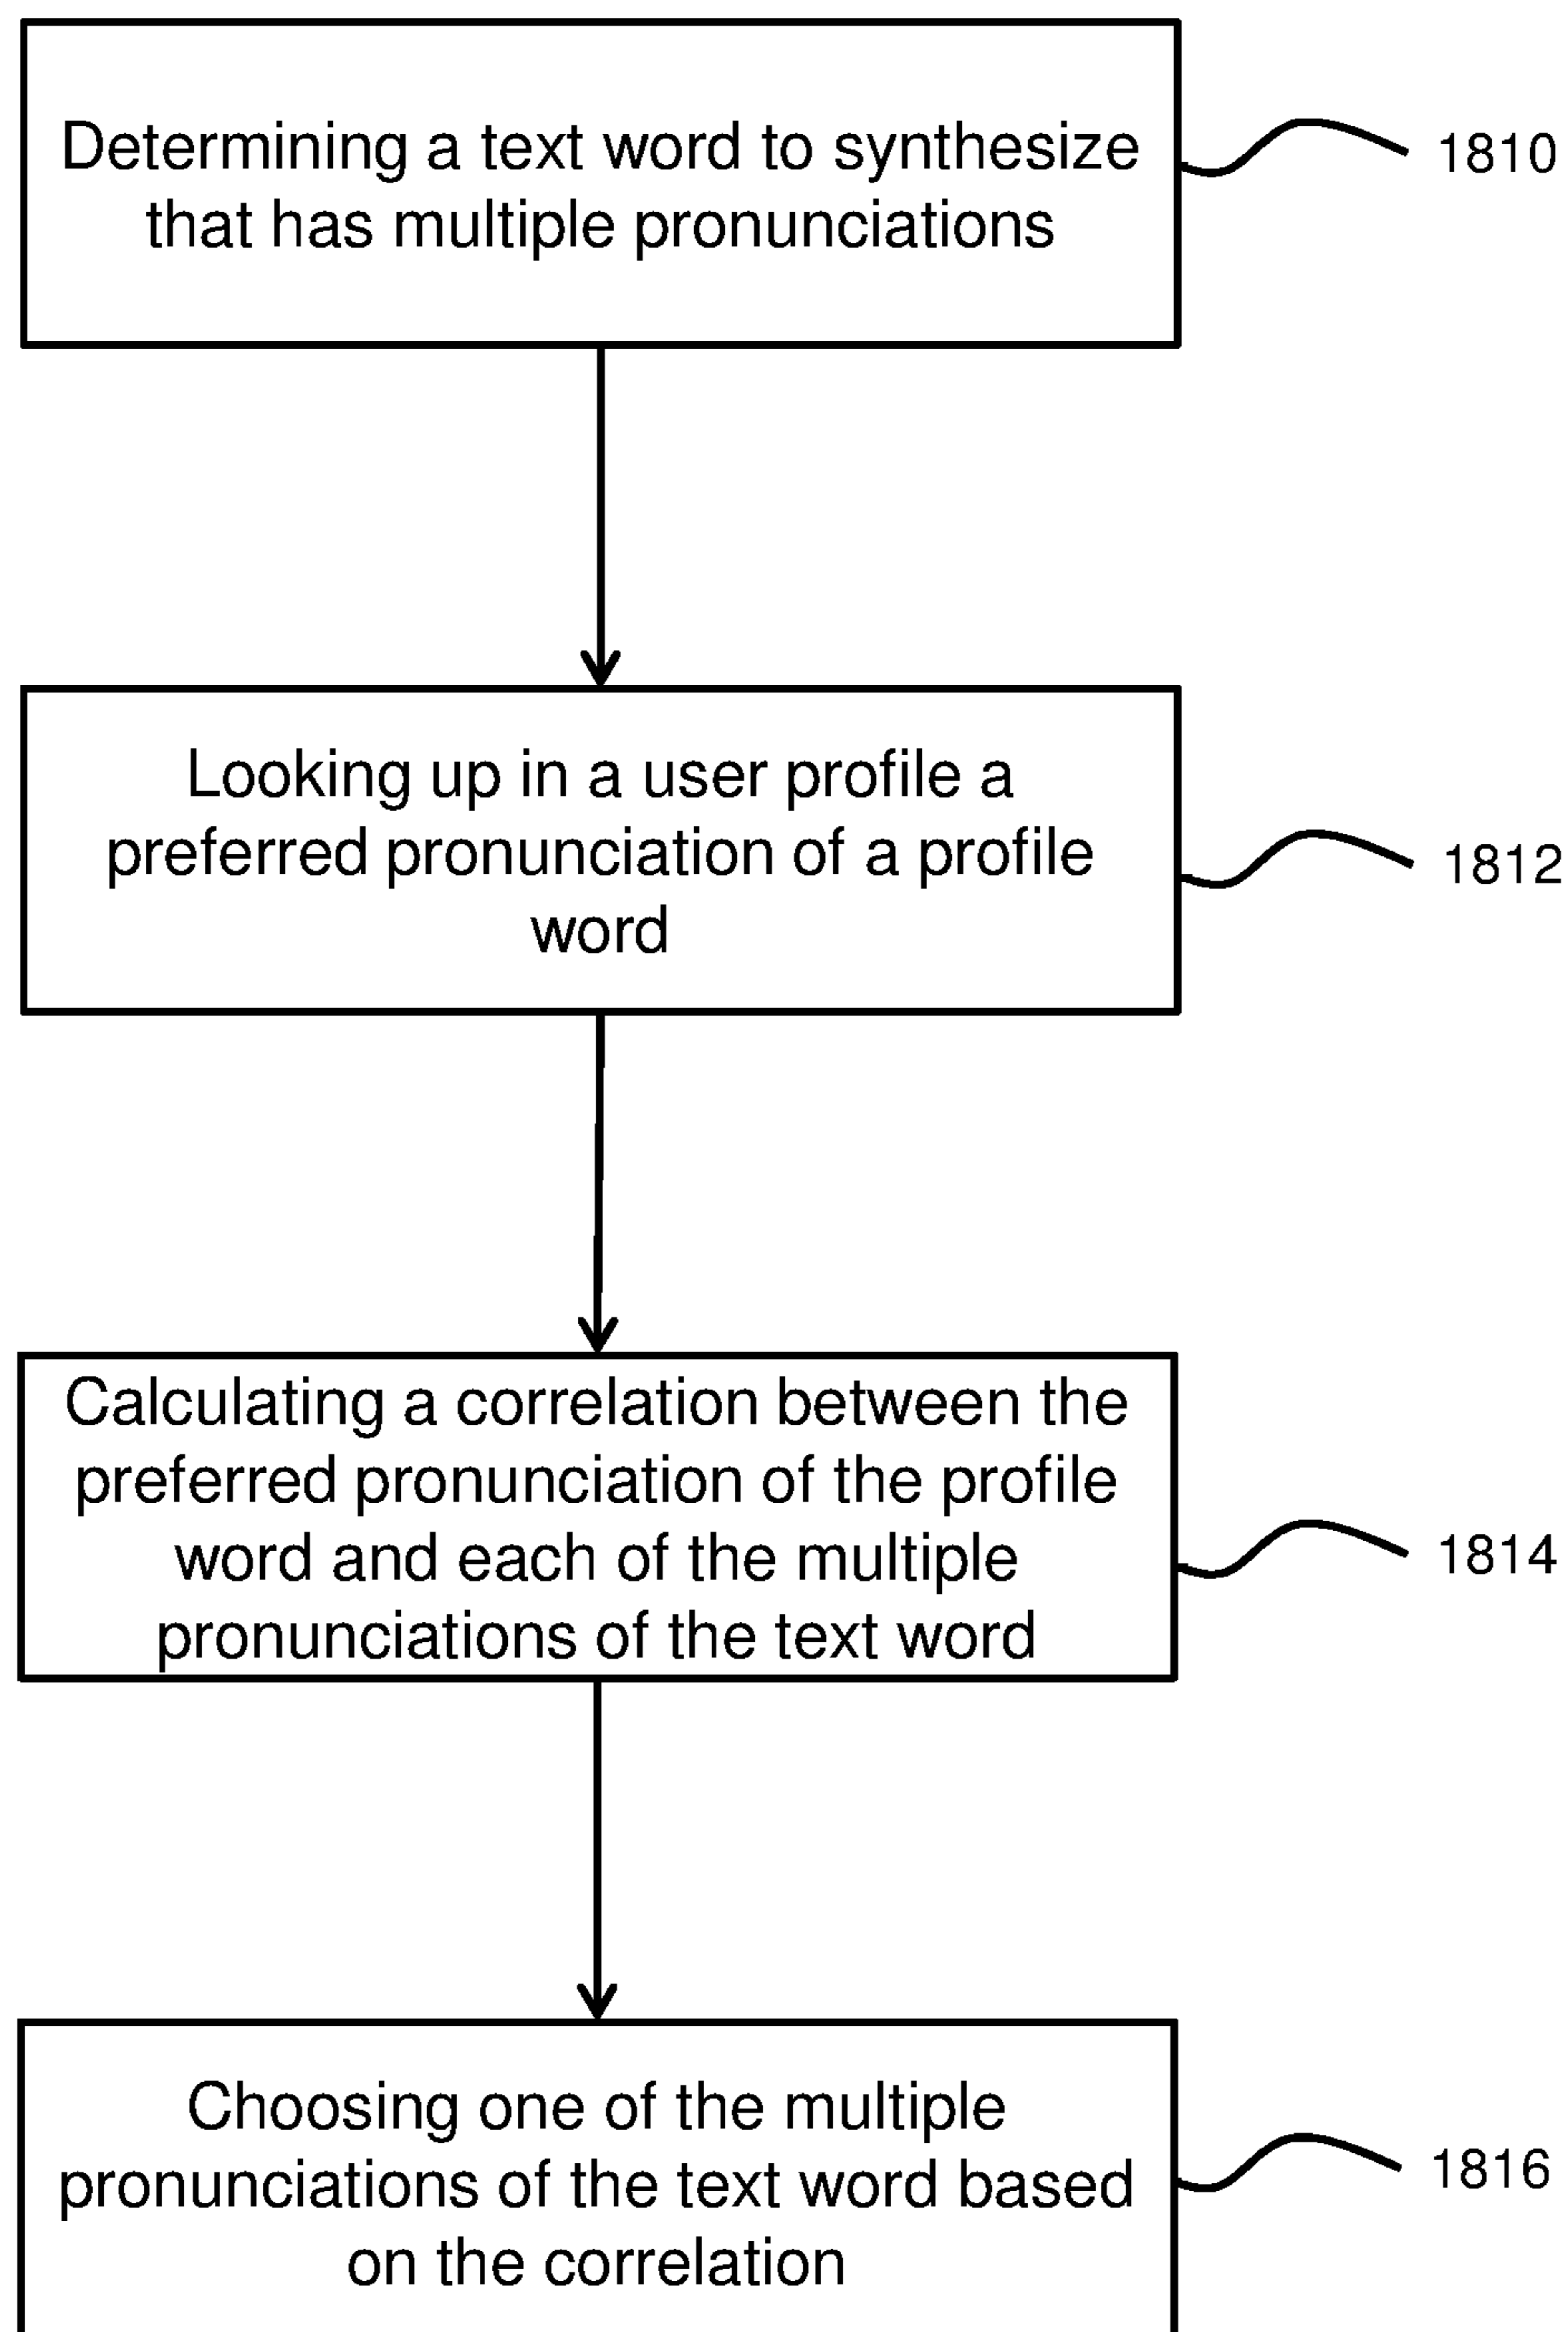 Determining a text word to synthesize
that has multiple pronunciations
1810
Looking up in a user profile a
preferred pronunciation of a profile
word
1812
Calculating a correlation between the
preferred pronunciation of the profile
word and each of the multiple
pronunciations of the text word
1814
Choosing one of the multiple
pronunciations of the text word based
on the correlation
1816